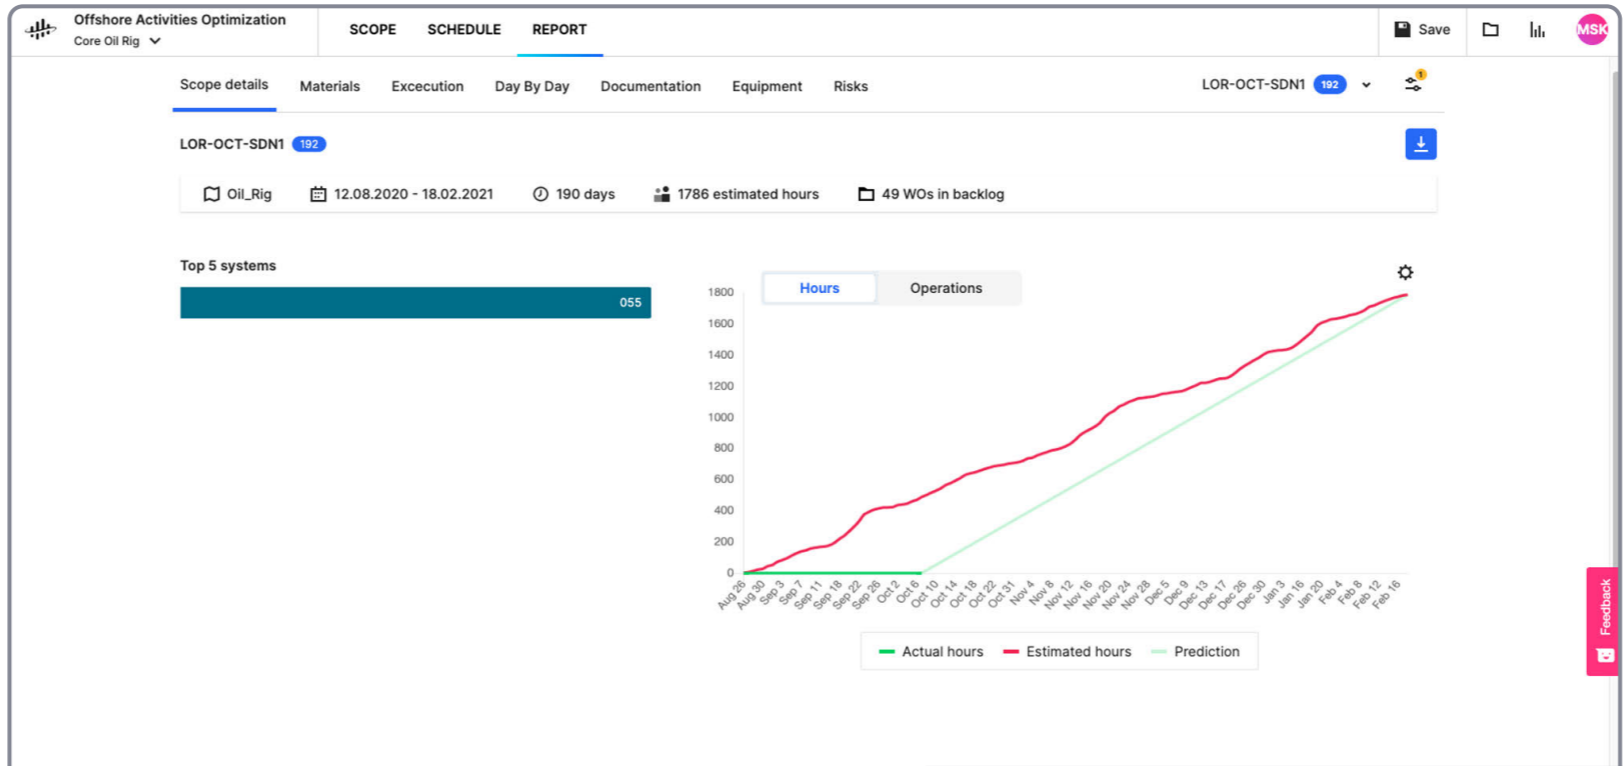 Offshore Activities Optimization
Core Oil Rig
SCOPE SCHEDULE REPORT
Save
MSK
Scope details Materials Excecution Day By Day Documentation Equipment Risks
LOR-OCT-SDN1 192
1
LOR-OCT-SDN1 192
Oil_Rig 12.08.2020 - 18.02.2021 190 days 1786 estimated hours 49 WOs in backlog
Top 5 systems
055
Hours Operations
1800
1600
1400
1200
1000
800
600
400
200
0
Aug 26 Aug 30 Sep 3 Sep 7 Sep 11 Sep 18 Sep 22 Sep 26 Oct 2 Oct 6 Oct 10 Oct 14 Oct 18 Oct 22 Oct 31 Nov 4 Nov 8 Nov 12 Nov 16 Nov 20 Nov 24 Nov 28 Dec 5 Dec 9 Dec 13 Dec 17 Dec 26 Dec 30 Jan 3 Jan 16 Jan 20 Feb 4 Feb 8 Feb 12 Feb 16
Actual hours Estimated hours Prediction
Feedback